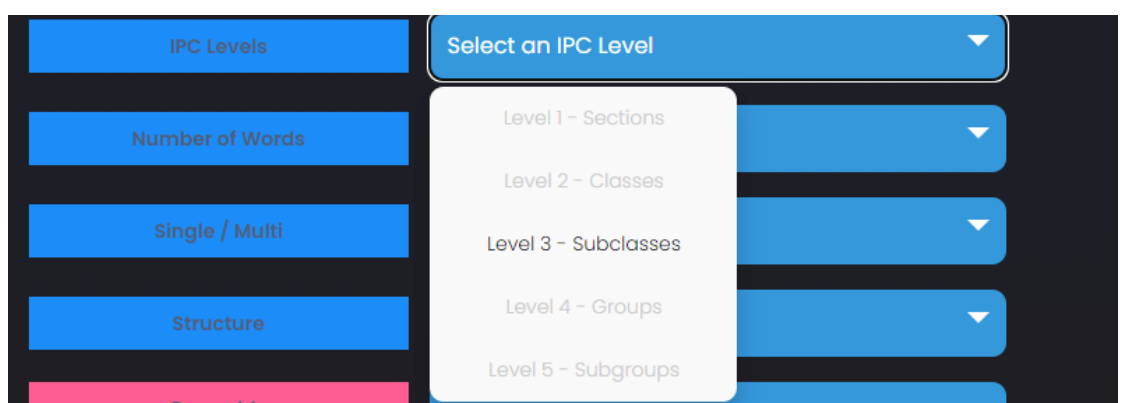 IPC Levels
Select an IPC Level
Level 1 - Sections
Number of Words
Level 2 - Classes
Single / Multi
Level 3 - Subclasses
Structure
Level 4 - Groups
Level 5 - Subgroups